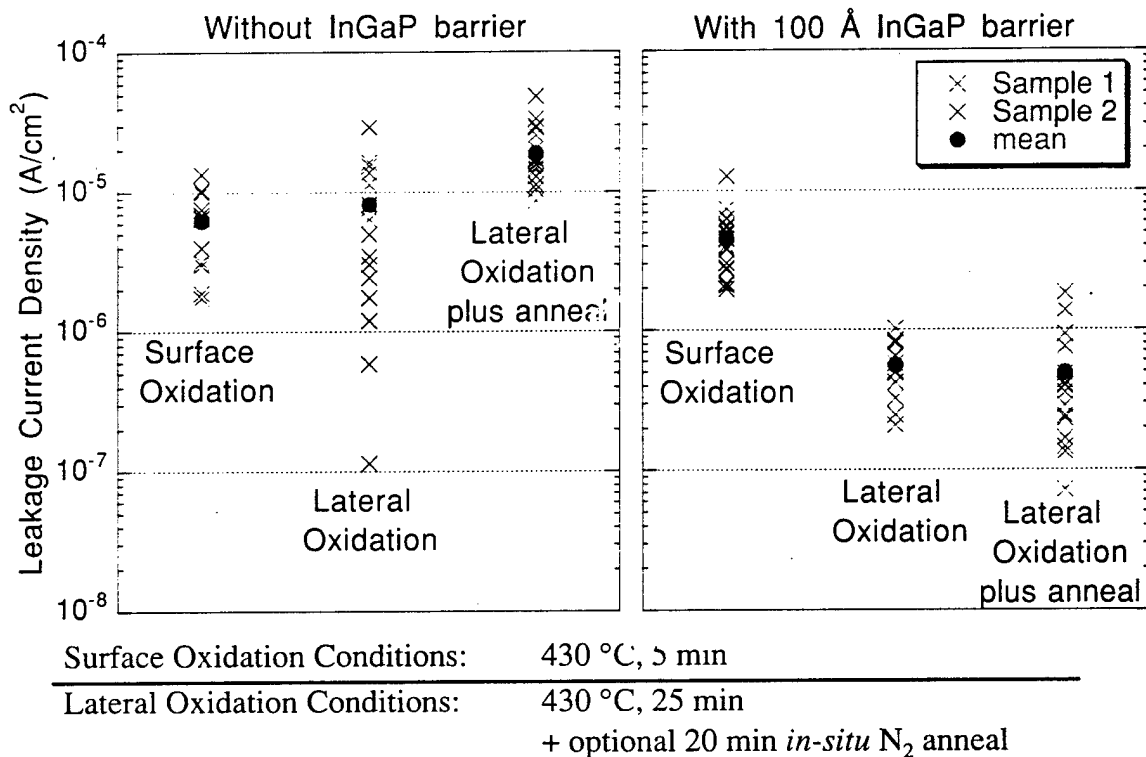 Without InGaP barrier
With 100 Å InGaP barrier
Leakage Current Density (A/cm²)
10⁻⁴
10⁻⁵
10⁻⁶
10⁻⁷
10⁻⁸
Sample 1
Sample 2
mean
Surface
Oxidation
Lateral
Oxidation
Lateral
Oxidation
plus anneal
Surface
Oxidation
Lateral
Oxidation
Lateral
Oxidation
plus anneal
Surface Oxidation Conditions: 430 °C, 5 min
Lateral Oxidation Conditions: 430 °C, 25 min
+ optional 20 min in-situ N₂ anneal